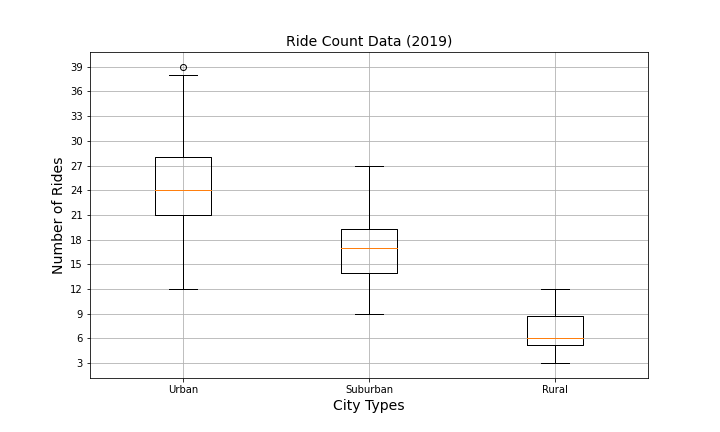 Ride Count Data (2019)
Number of Rides
39
36
33
30
27
24
21
18
15
12
9
6
3
Urban
Suburban
Rural
City Types